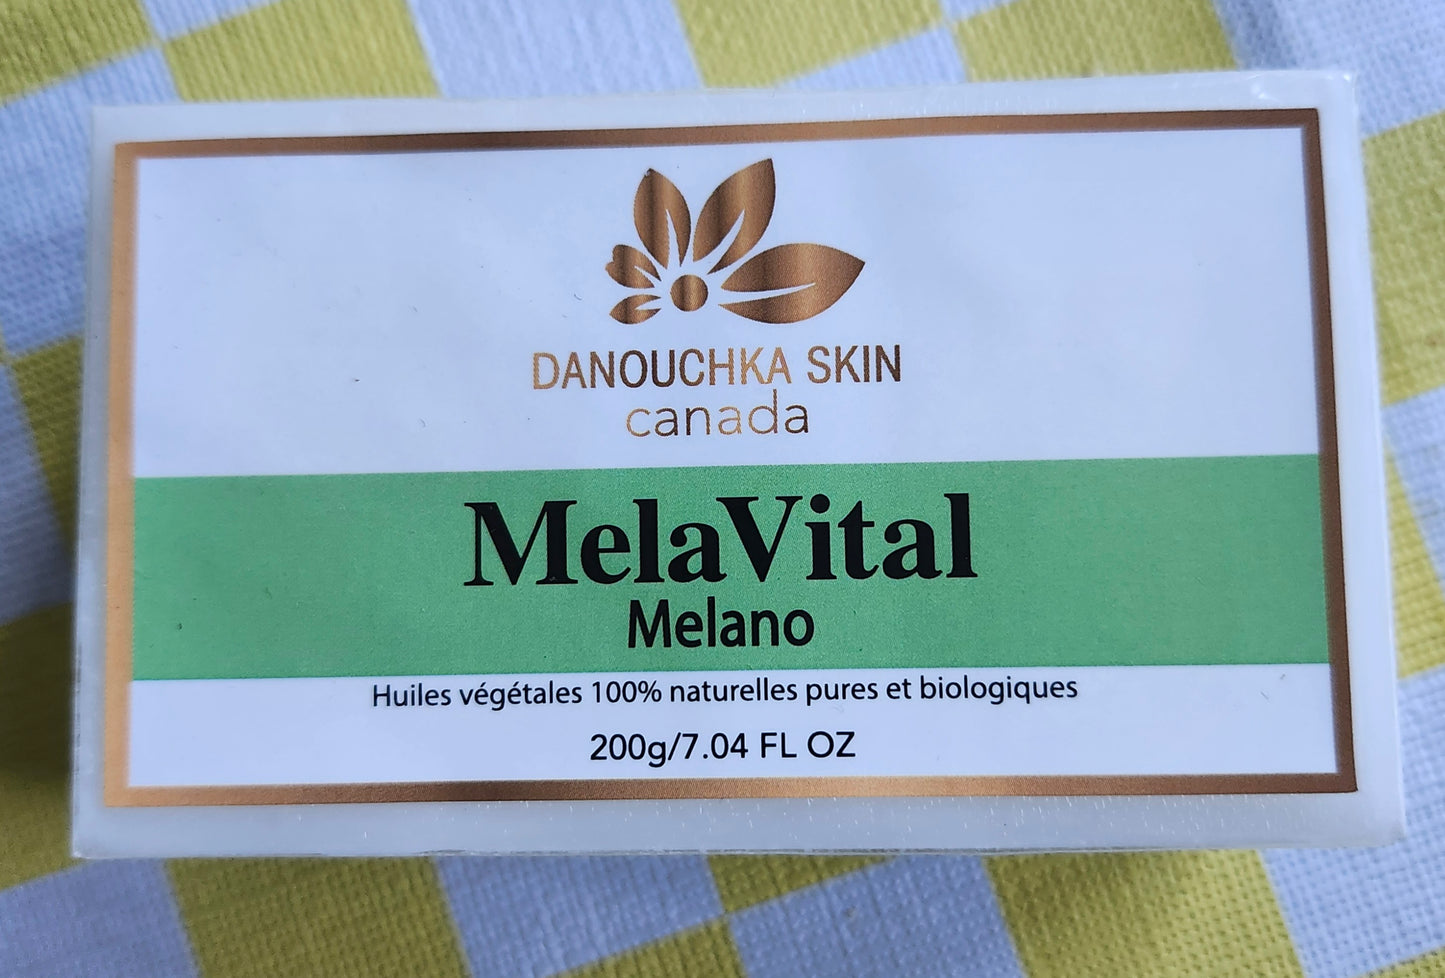 DANOUCHKA SKIN
canada
MelaVital
Melano
Huiles végétales 100% naturelles pures et biologiques
200g/7.04 FL OZ